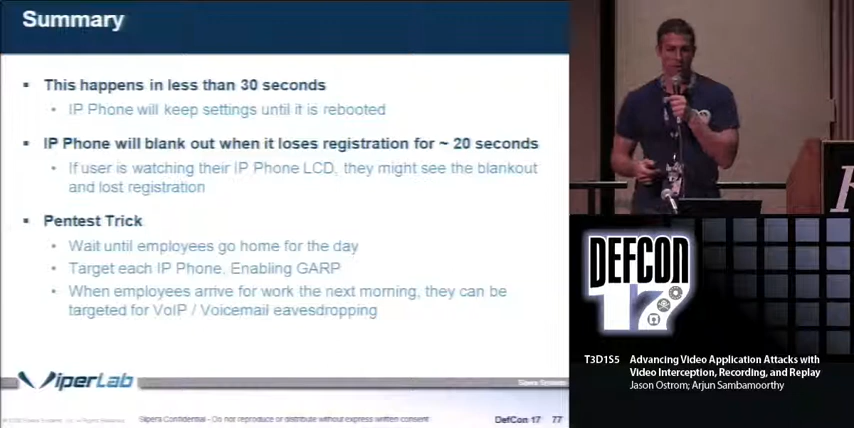 Summary
This happens in less than 30 seconds
IP Phone will keep settings until it is rebooted
IP Phone will blank out when it loses registration for ~ 20 seconds
If user is watching their IP Phone LCD, they might see the blankout
and lost registration
Pentest Trick
Wait until employees go home for the day
Target each IP Phone. Enabling GARP
When employees arrive for work the next morning, they can be
targeted for VoIP / Voicemail eavesdropping
ViperLab
Sipera Systems
Sipera Confidential - Do not reproduce or distribute without express written consent
DefCon 17 77
DEFCON
17
T3D1S5 Advancing Video Application Attacks with
Video Interception, Recording, and Replay
Jason Ostrom; Arjun Sambamoorthy